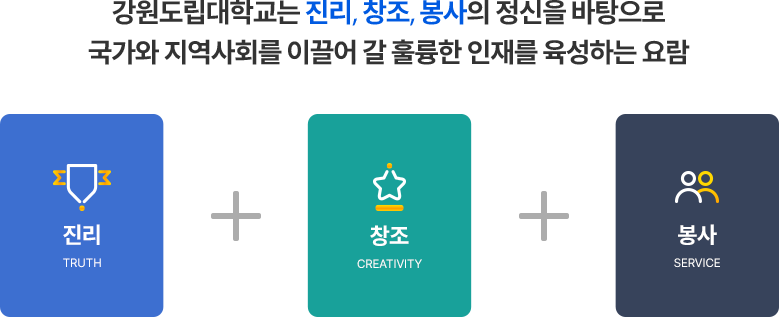 강원도립대학교는 진리, 창조, 봉사의 정신을 바탕으로
국가와 지역사회를 이끌어 갈 훌륭한 인재를 육성하는 요람
진리
TRUTH
창조
CREATIVITY
봉사
SERVICE